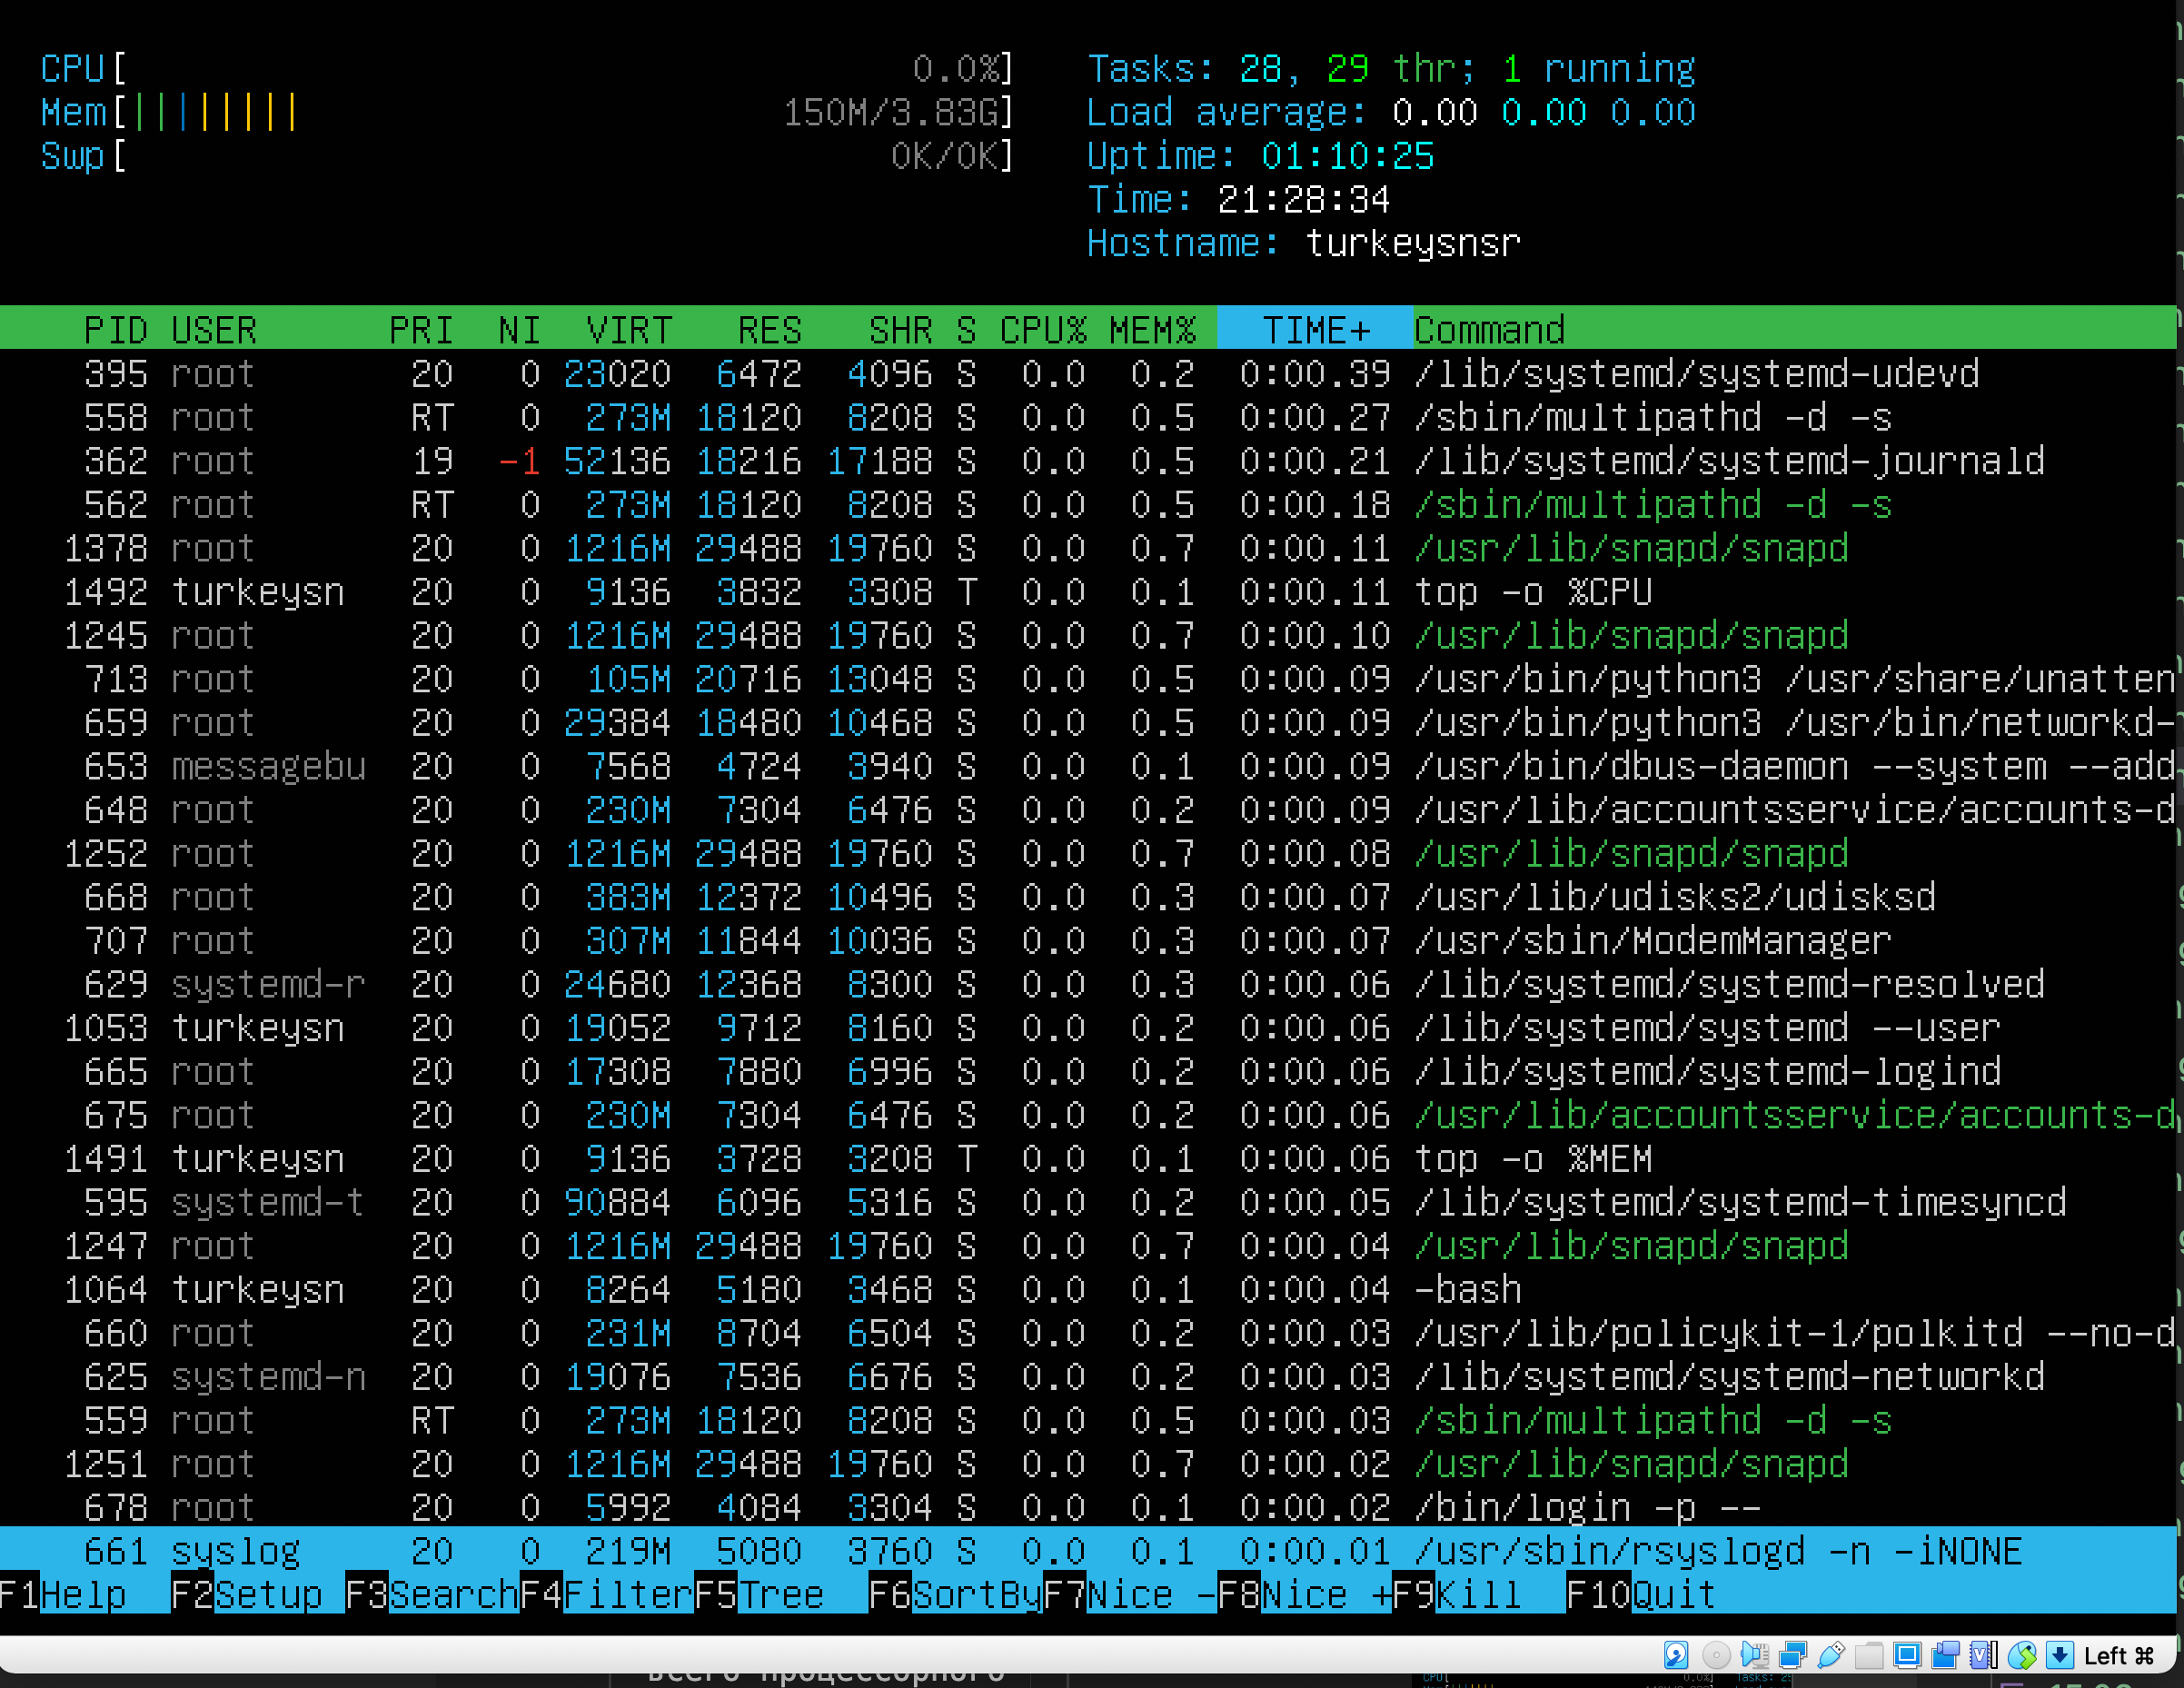 CPU[ 0.0%] Tasks: 28, 29 thr; 1 running
Mem[|||||||| 150M/3.83G] Load average: 0.00 0.00 0.00
Swp[ 0K/0K] Uptime: 01:10:25
Time: 21:28:34
Hostname: turkeysnsr
PID USER PRI NI VIRT RES SHR S CPU% MEM% TIME+ Command
395 root 20 0 23020 6472 4096 S 0.0 0.2 0:00.39 /lib/systemd/systemd-udevd
558 root RT 0 273M 18120 8208 S 0.0 0.5 0:00.27 /sbin/multipathd -d -s
362 root 19 -1 52136 18216 17188 S 0.0 0.5 0:00.21 /lib/systemd/systemd-journald
562 root RT 0 273M 18120 8208 S 0.0 0.5 0:00.18 /sbin/multipathd -d -s
1378 root 20 0 1216M 29488 19760 S 0.0 0.7 0:00.11 /usr/lib/snapd/snapd
1492 turkeysn 20 0 9136 3832 3308 T 0.0 0.1 0:00.11 top -o %CPU
1245 root 20 0 1216M 29488 19760 S 0.0 0.7 0:00.10 /usr/lib/snapd/snapd
713 root 20 0 105M 20716 13048 S 0.0 0.5 0:00.09 /usr/bin/python3 /usr/share/unatten
659 root 20 0 29384 18480 10468 S 0.0 0.5 0:00.09 /usr/bin/python3 /usr/bin/networkd-
653 messagebu 20 0 7568 4724 3940 S 0.0 0.1 0:00.09 /usr/bin/dbus-daemon --system --add
648 root 20 0 230M 7304 6476 S 0.0 0.2 0:00.09 /usr/lib/accountsservice/accounts-d
1252 root 20 0 1216M 29488 19760 S 0.0 0.7 0:00.08 /usr/lib/snapd/snapd
668 root 20 0 383M 12372 10496 S 0.0 0.3 0:00.07 /usr/lib/udisks2/udisksd
707 root 20 0 307M 11844 10036 S 0.0 0.3 0:00.07 /usr/sbin/ModemManager
629 systemd-r 20 0 24680 12368 8300 S 0.0 0.3 0:00.06 /lib/systemd/systemd-resolved
1053 turkeysn 20 0 19052 9712 8160 S 0.0 0.2 0:00.06 /lib/systemd/systemd --user
665 root 20 0 17308 7880 6996 S 0.0 0.2 0:00.06 /lib/systemd/systemd-logind
675 root 20 0 230M 7304 6476 S 0.0 0.2 0:00.06 /usr/lib/accountsservice/accounts-d
1491 turkeysn 20 0 9136 3728 3208 T 0.0 0.1 0:00.06 top -o %MEM
595 systemd-t 20 0 90884 6096 5316 S 0.0 0.2 0:00.05 /lib/systemd/systemd-timesyncd
1247 root 20 0 1216M 29488 19760 S 0.0 0.7 0:00.04 /usr/lib/snapd/snapd
1064 turkeysn 20 0 8264 5180 3468 S 0.0 0.1 0:00.04 -bash
660 root 20 0 231M 8704 6504 S 0.0 0.2 0:00.03 /usr/lib/policykit-1/polkitd --no-d
625 systemd-n 20 0 19076 7536 6676 S 0.0 0.2 0:00.03 /lib/systemd/systemd-networkd
559 root RT 0 273M 18120 8208 S 0.0 0.5 0:00.03 /sbin/multipathd -d -s
1251 root 20 0 1216M 29488 19760 S 0.0 0.7 0:00.02 /usr/lib/snapd/snapd
678 root 20 0 5992 4084 3304 S 0.0 0.1 0:00.02 /bin/login -p --
661 syslog 20 0 219M 5080 3760 S 0.0 0.1 0:00.01 /usr/sbin/rsyslogd -n -iNONE
F1Help F2Setup F3SearchF4FilterF5Tree F6SortByF7Nice -F8Nice +F9Kill F10Quit
Left ⌘
всего процессорного